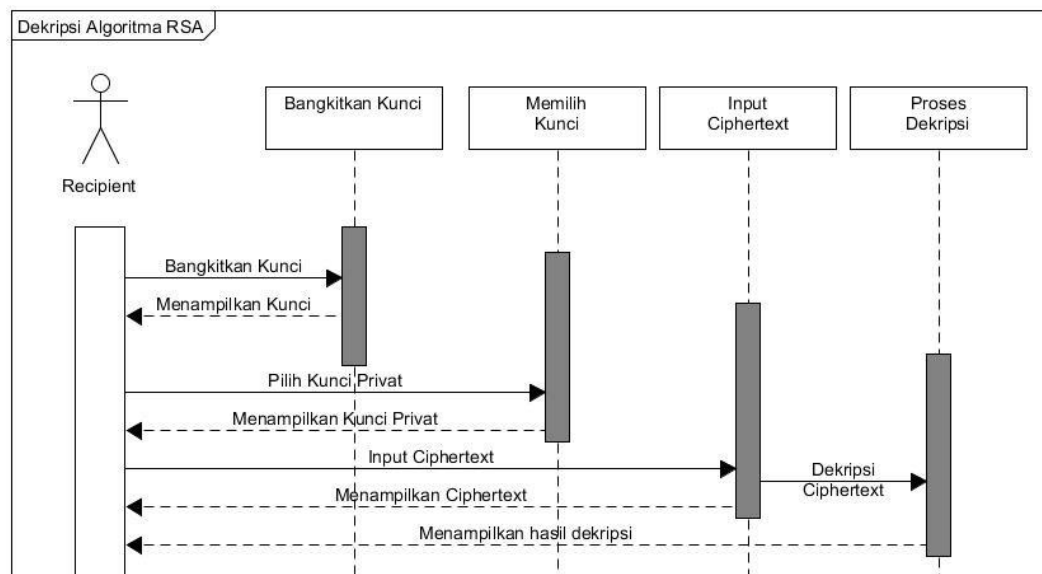 Dekripsi Algoritma RSA
Recipient
Bangkitkan Kunci
Memilih
Kunci
Input
Ciphertext
Proses
Dekripsi
Bangkitkan Kunci
Menampilkan Kunci
Pilih Kunci Privat
Menampilkan Kunci Privat
Input Ciphertext
Dekripsi
Ciphertext
Menampilkan Ciphertext
Menampilkan hasil dekripsi